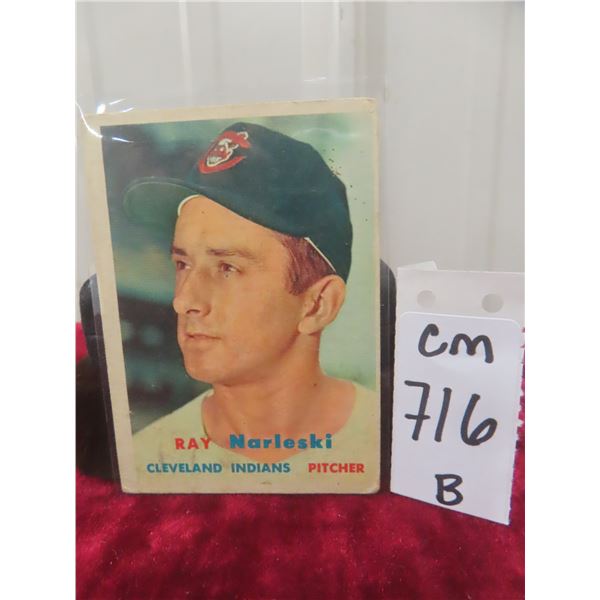 RAY Narleski
CLEVELAND INDIANS PITCHER
CM
716
B